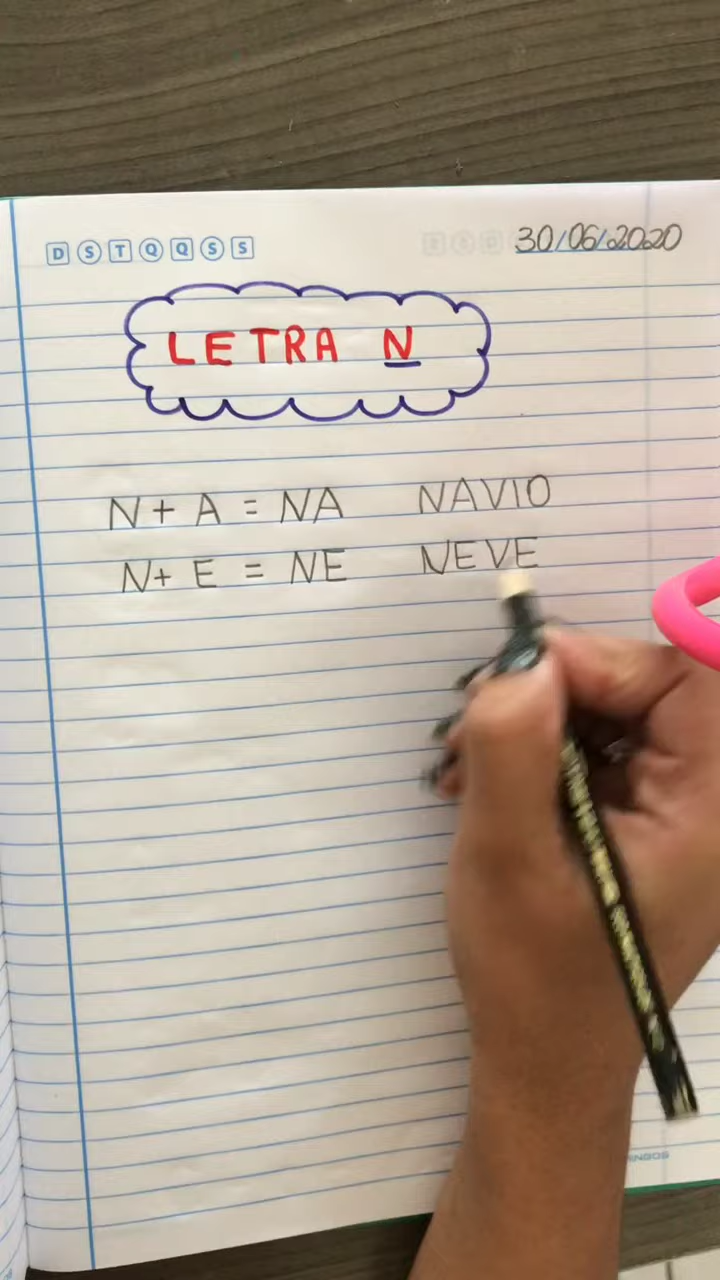 D S T Q Q S S
30/06/2020
LETRA N
N + A = NA NAVIO
N+ E = NE NEVE